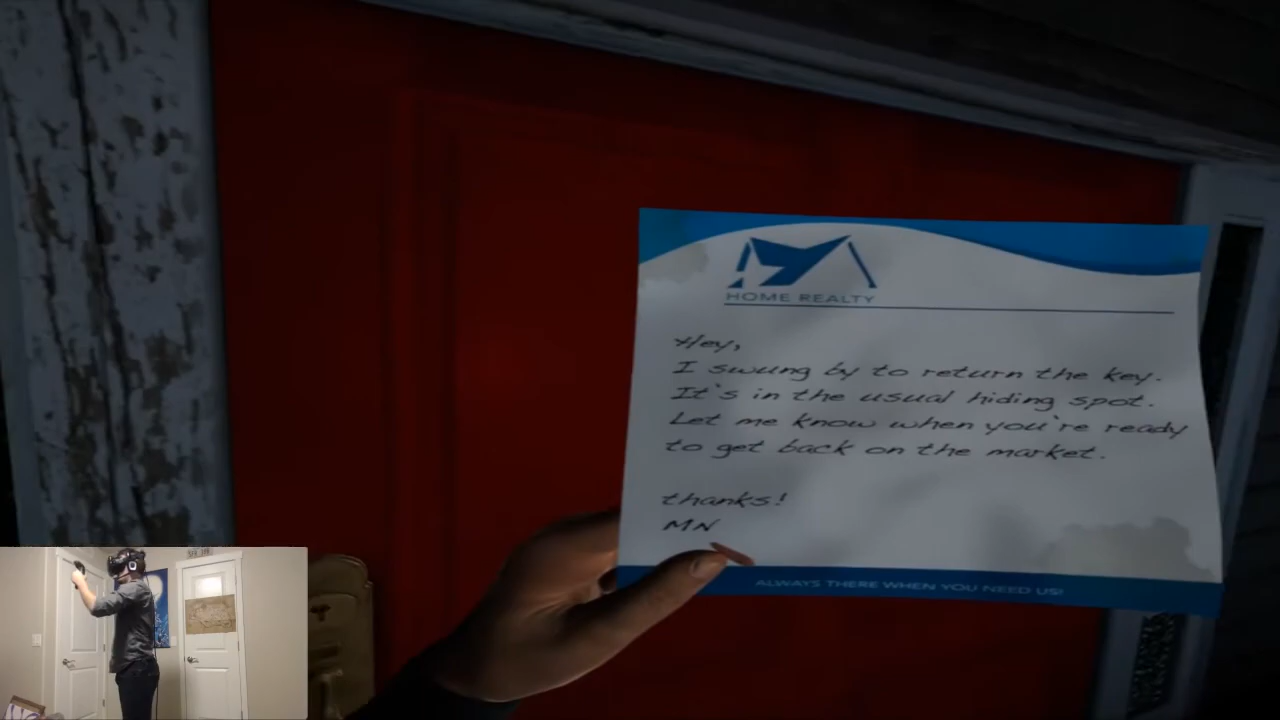 HOME REALTY
Hey,
I swung by to return the key.
It's in the usual hiding spot.
Let me know when you're ready
to get back on the market.
thanks!
MN
ALWAYS THERE WHEN YOU NEED US!